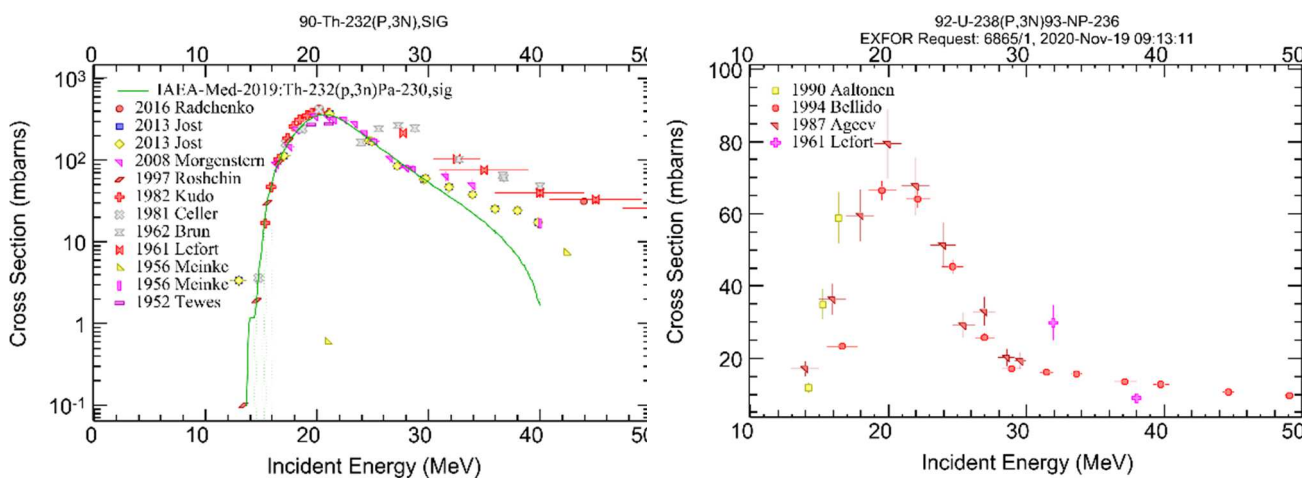 90-Th-232(P,3N),SIG
0 10 20 30 40 50
10³
10²
10
1
10⁻¹
Cross Section (mbarns)
IAEA-Med-2019:Th-232(p,3n)Pa-230,sig
2016 Radchenko
2013 Jost
2013 Jost
2008 Morgenstern
1997 Roshchin
1982 Kudo
1981 Celler
1962 Brun
1961 Lefort
1956 Meinke
1956 Meinke
1952 Tewes
0 10 20 30 40 50
Incident Energy (MeV)
92-U-238(P,3N)93-NP-236
EXFOR Request: 6865/1, 2020-Nov-19 09:13:11
20 30 40 50
100
80
60
40
20
Cross Section (mbarns)
1990 Aaltonen
1994 Bellido
1987 Ageev
1961 Lefort
10 20 30 40 50
Incident Energy (MeV)